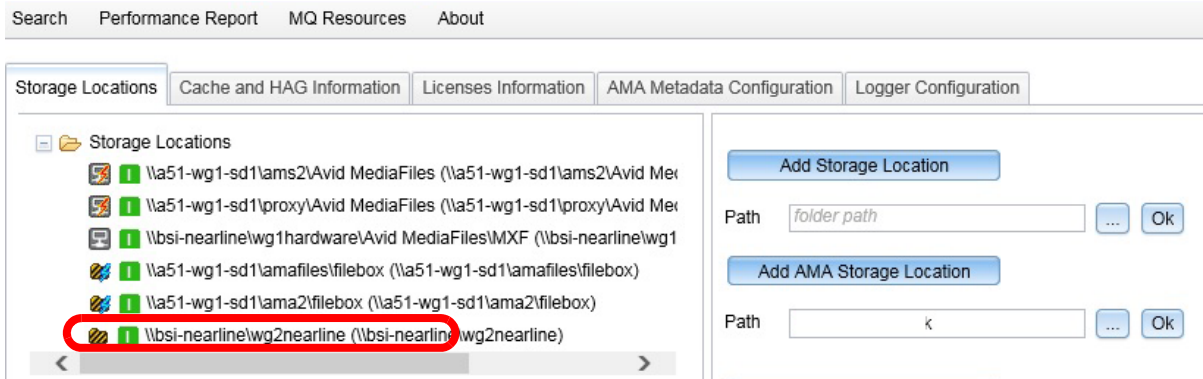 Search Performance Report MQ Resources About
Storage Locations Cache and HAG Information Licenses Information AMA Metadata Configuration Logger Configuration
Storage Locations
\\a51-wg1-sd1\ams2\Avid MediaFiles (\\a51-wg1-sd1\ams2\Avid Med
\\a51-wg1-sd1\proxy\Avid MediaFiles (\\a51-wg1-sd1\proxy\Avid Med
\\bsi-nearline\wg1hardware\Avid MediaFiles\MXF (\\bsi-nearline\wg1
\\a51-wg1-sd1\amafiles\filebox (\\a51-wg1-sd1\amafiles\filebox)
\\a51-wg1-sd1\ama2\filebox (\\a51-wg1-sd1\ama2\filebox)
\\bsi-nearline\wg2nearline (\\bsi-nearline\wg2nearline)
Add Storage Location
Path folder path ... Ok
Add AMA Storage Location
Path k ... Ok